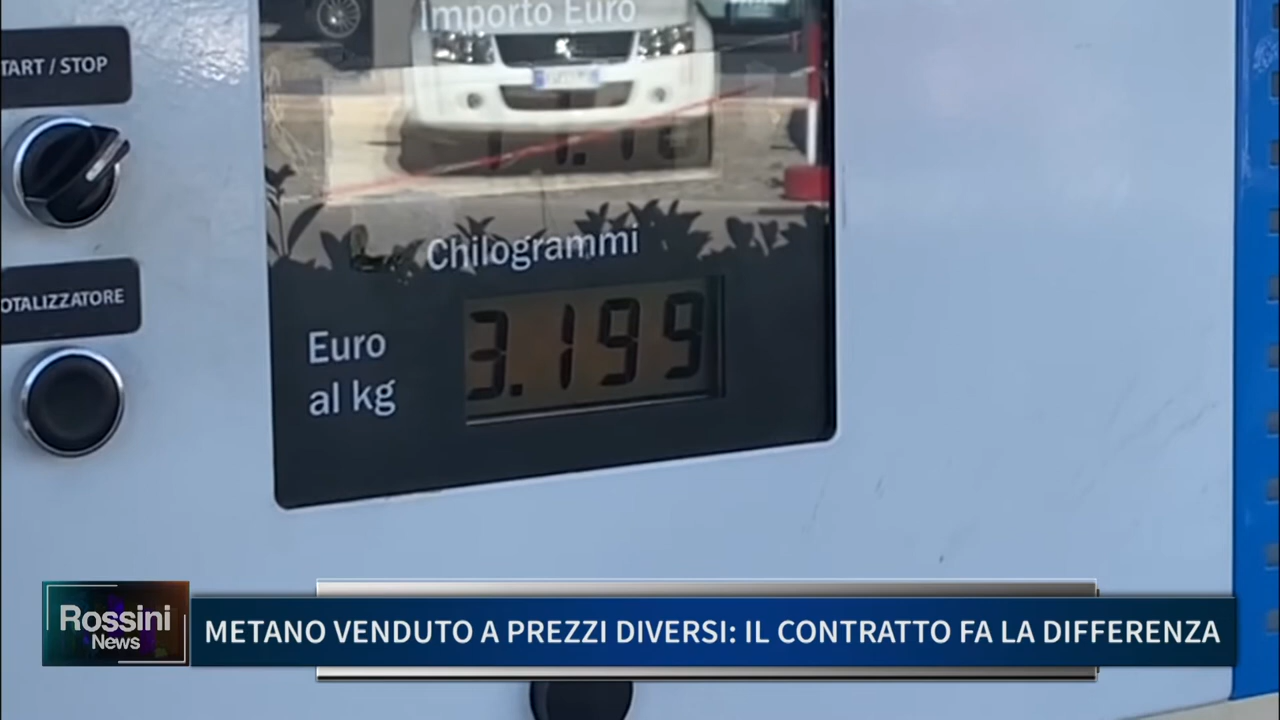 Importo Euro
TART / STOP
Chilogrammi
OTALIZZATORE
Euro
al kg
3.199
Rossini
News
METANO VENDUTO A PREZZI DIVERSI: IL CONTRATTO FA LA DIFFERENZA